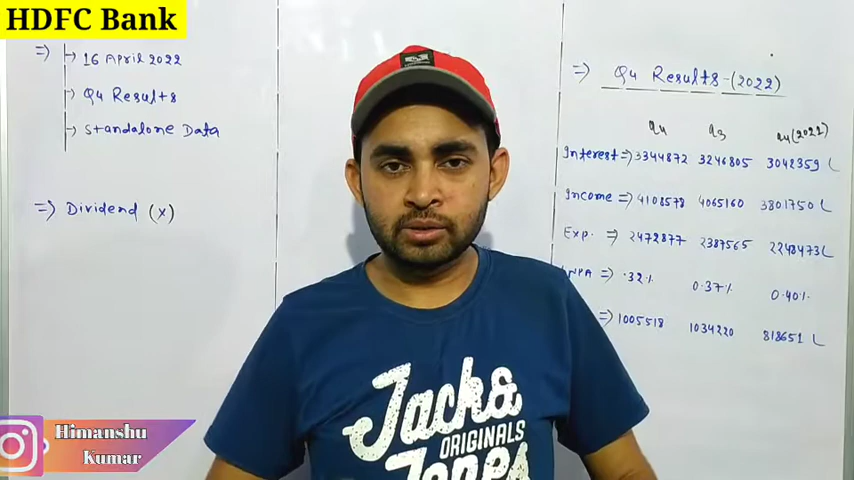 HDFC Bank
⇒ → 16 April 2022
→ Q4 Results
→ Standalone Data
⇒ Dividend (x)
⇒ Q4 Results - (2022)
Q4 Q3 Q4(2022)
Interest ⇒ 3344872 3246805 3042359 L
Income ⇒ 4108578 4065160 3801750 L
Exp. ⇒ 2472877 2387565 2248473 L
NPA ⇒ .32% 0.37% 0.40%
⇒ 1005518 1034220 818651 L
Jack &
Jones
ORIGINALS
Jack &
Himanshu
Kumar